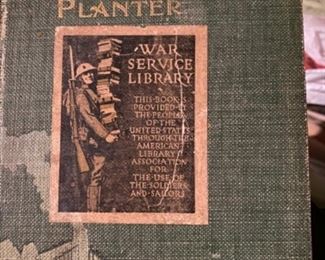 PLANTER
WAR
SERVICE
LIBRARY
THIS BOOK IS
PROVIDED BY
THE PEOPLE
OF THE
UNITED STATES
THROUGH THE
AMERICAN
LIBRARY
ASSOCIATION
FOR
THE USE OF
THE SOLDIERS
AND SAILORS